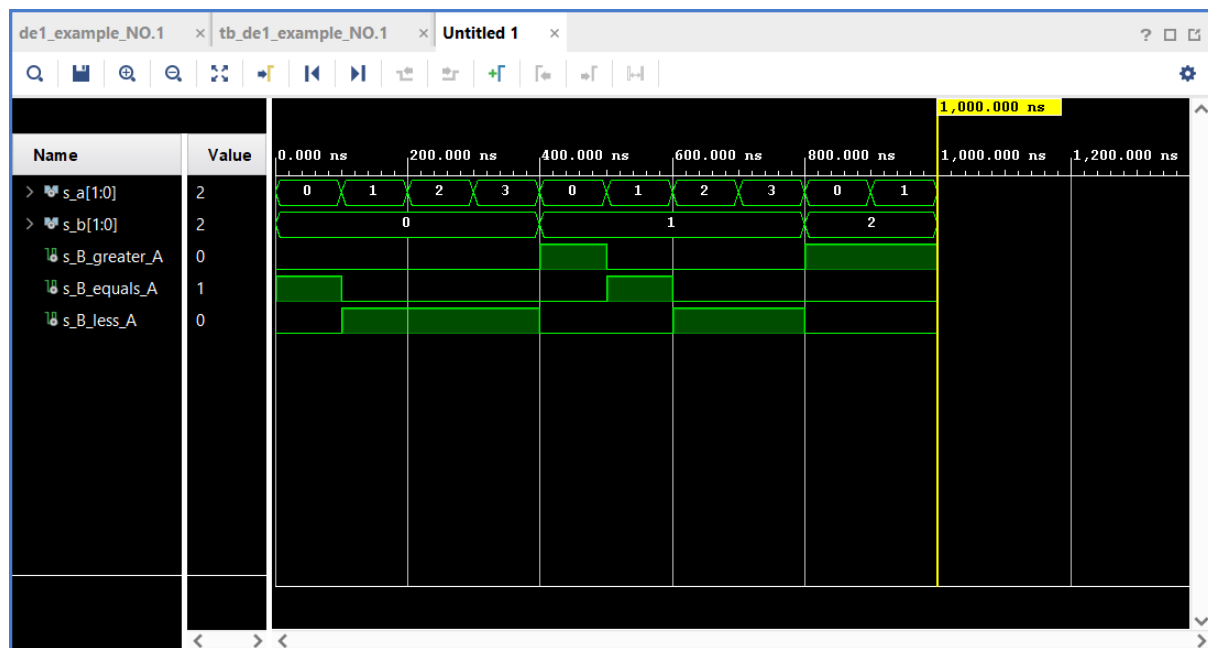 de1_example_NO.1 × tb_de1_example_NO.1 × Untitled 1 × ?
1,000.000 ns
Name Value 0.000 ns 200.000 ns 400.000 ns 600.000 ns 800.000 ns 1,000.000 ns 1,200.000 ns
> s_a[1:0] 2 0 1 2 3 0 1 2 3 0 1
> s_b[1:0] 2 0 1 2
s_B_greater_A 0
s_B_equals_A 1
s_B_less_A 0